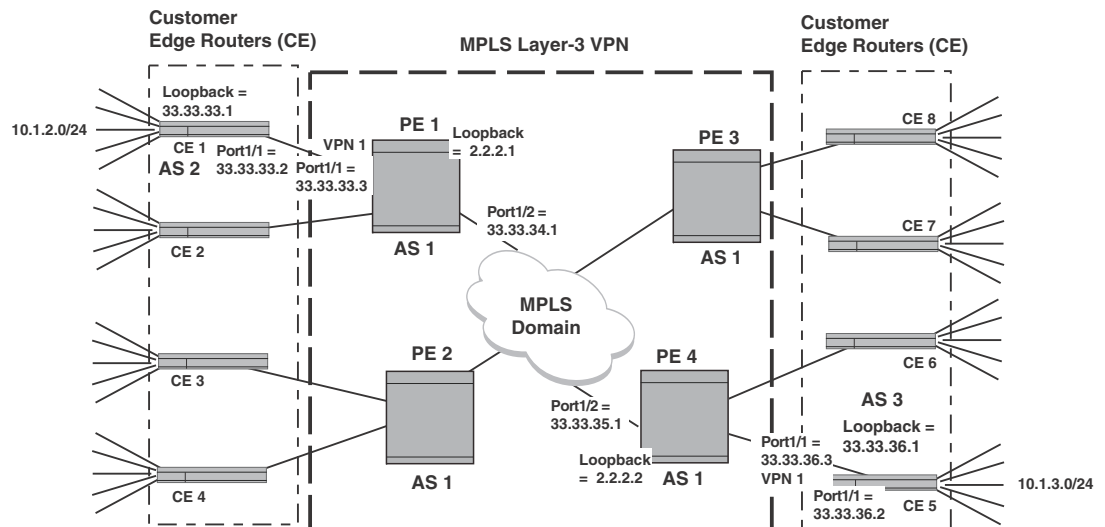 Customer
Edge Routers (CE)
MPLS Layer-3 VPN
Customer
Edge Routers (CE)
Loopback =
33.33.33.1
10.1.2.0/24
CE 1
AS 2
Port1/1 =
33.33.33.2
VPN 1
Port1/1 =
33.33.33.3
PE 1
Loopback
= 2.2.2.1
AS 1
Port1/2 =
33.33.34.1
CE 2
PE 3
AS 1
CE 8
CE 7
MPLS
Domain
CE 3
CE 4
PE 2
AS 1
Port1/2 =
33.33.35.1
PE 4
Loopback
= 2.2.2.2
AS 1
CE 6
AS 3
Loopback =
33.33.36.1
Port1/1 =
33.33.36.3
VPN 1
Port1/1 =
33.33.36.2
CE 5
10.1.3.0/24